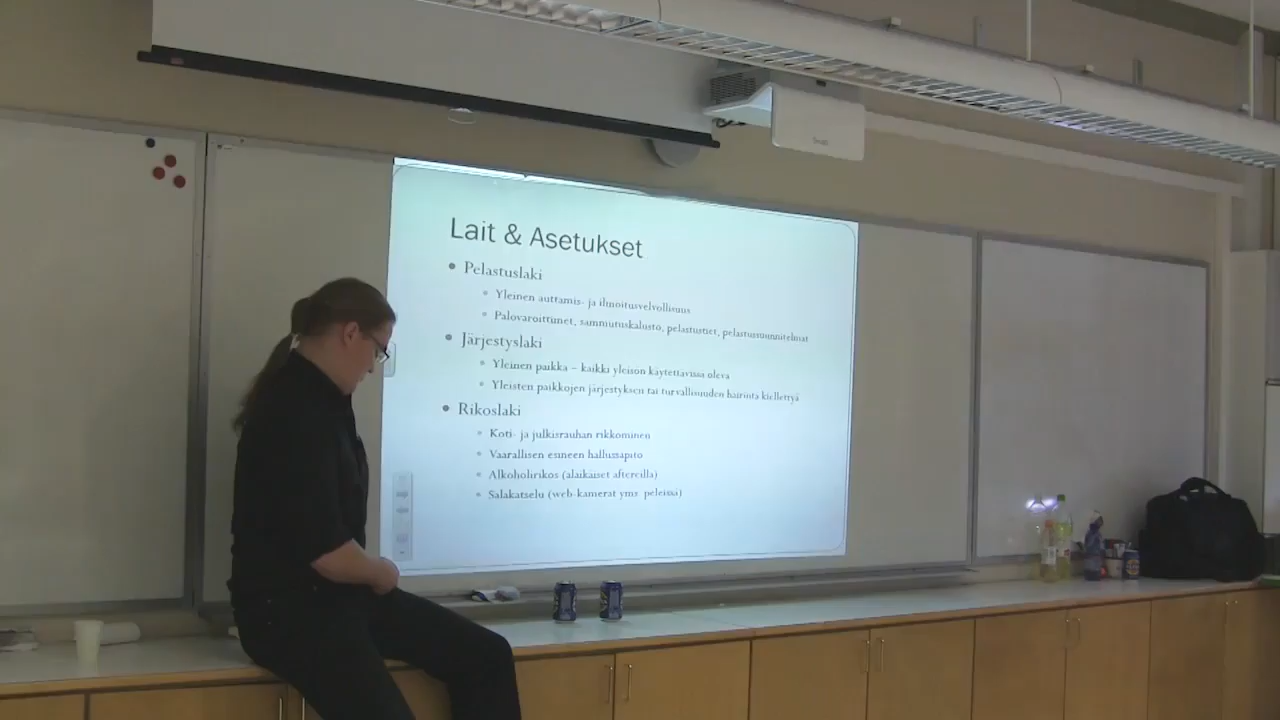 Lait & Asetukset
Pelastuslaki
Yleinen auttamis- ja ilmoitusvelvollisuus
Palovaroittimet, sammutuskalusto, pelastustiet, pelastussuunnitelmat
Järjestyslaki
Yleinen paikka – kaikki yleisön käytettävissä oleva
Yleisten paikkojen järjestyksen tai turvallisuuden häirintä kiellettyä
Rikoslaki
Koti- ja julkisrauhan rikkominen
Vaarallisen esineen hallussapito
Alkoholirikos (alaikäiset aftereilla)
Salakatselu (web-kamerat yms. peleissä)